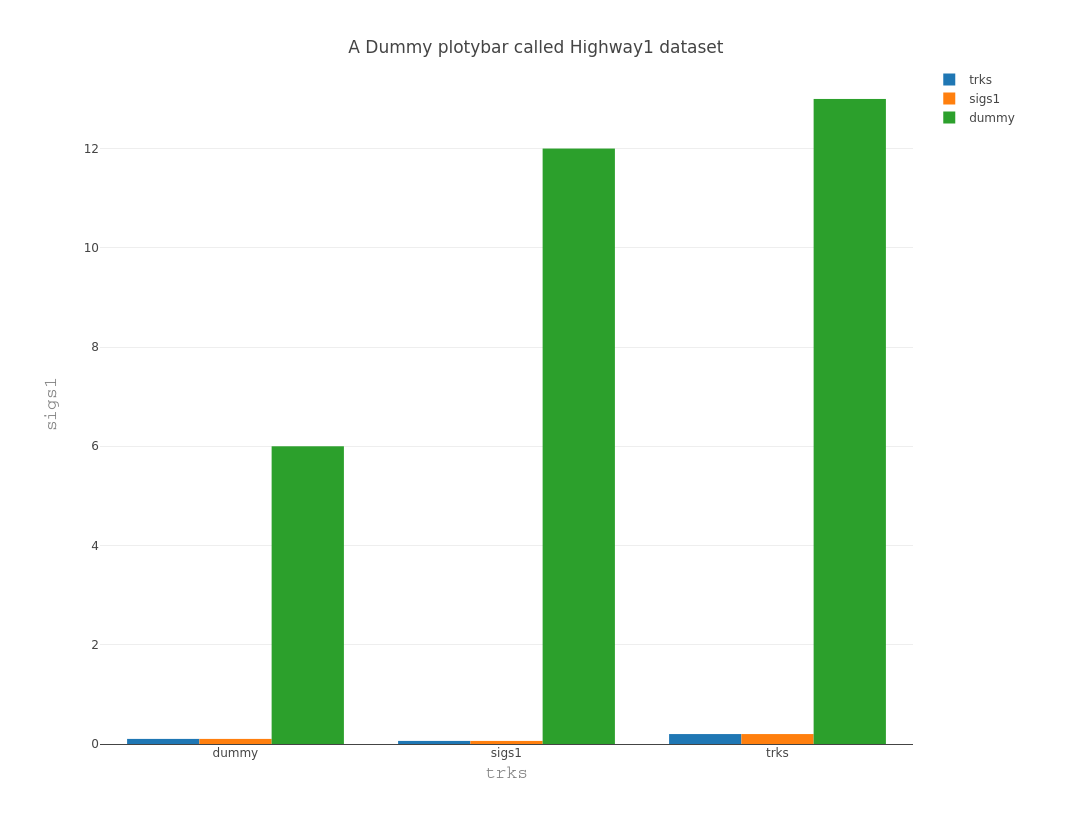 A Dummy plotybar called Highway1 dataset
trks
sigs1
dummy
12
10
8
6
4
2
0
sigs1
dummy
sigs1
trks
trks